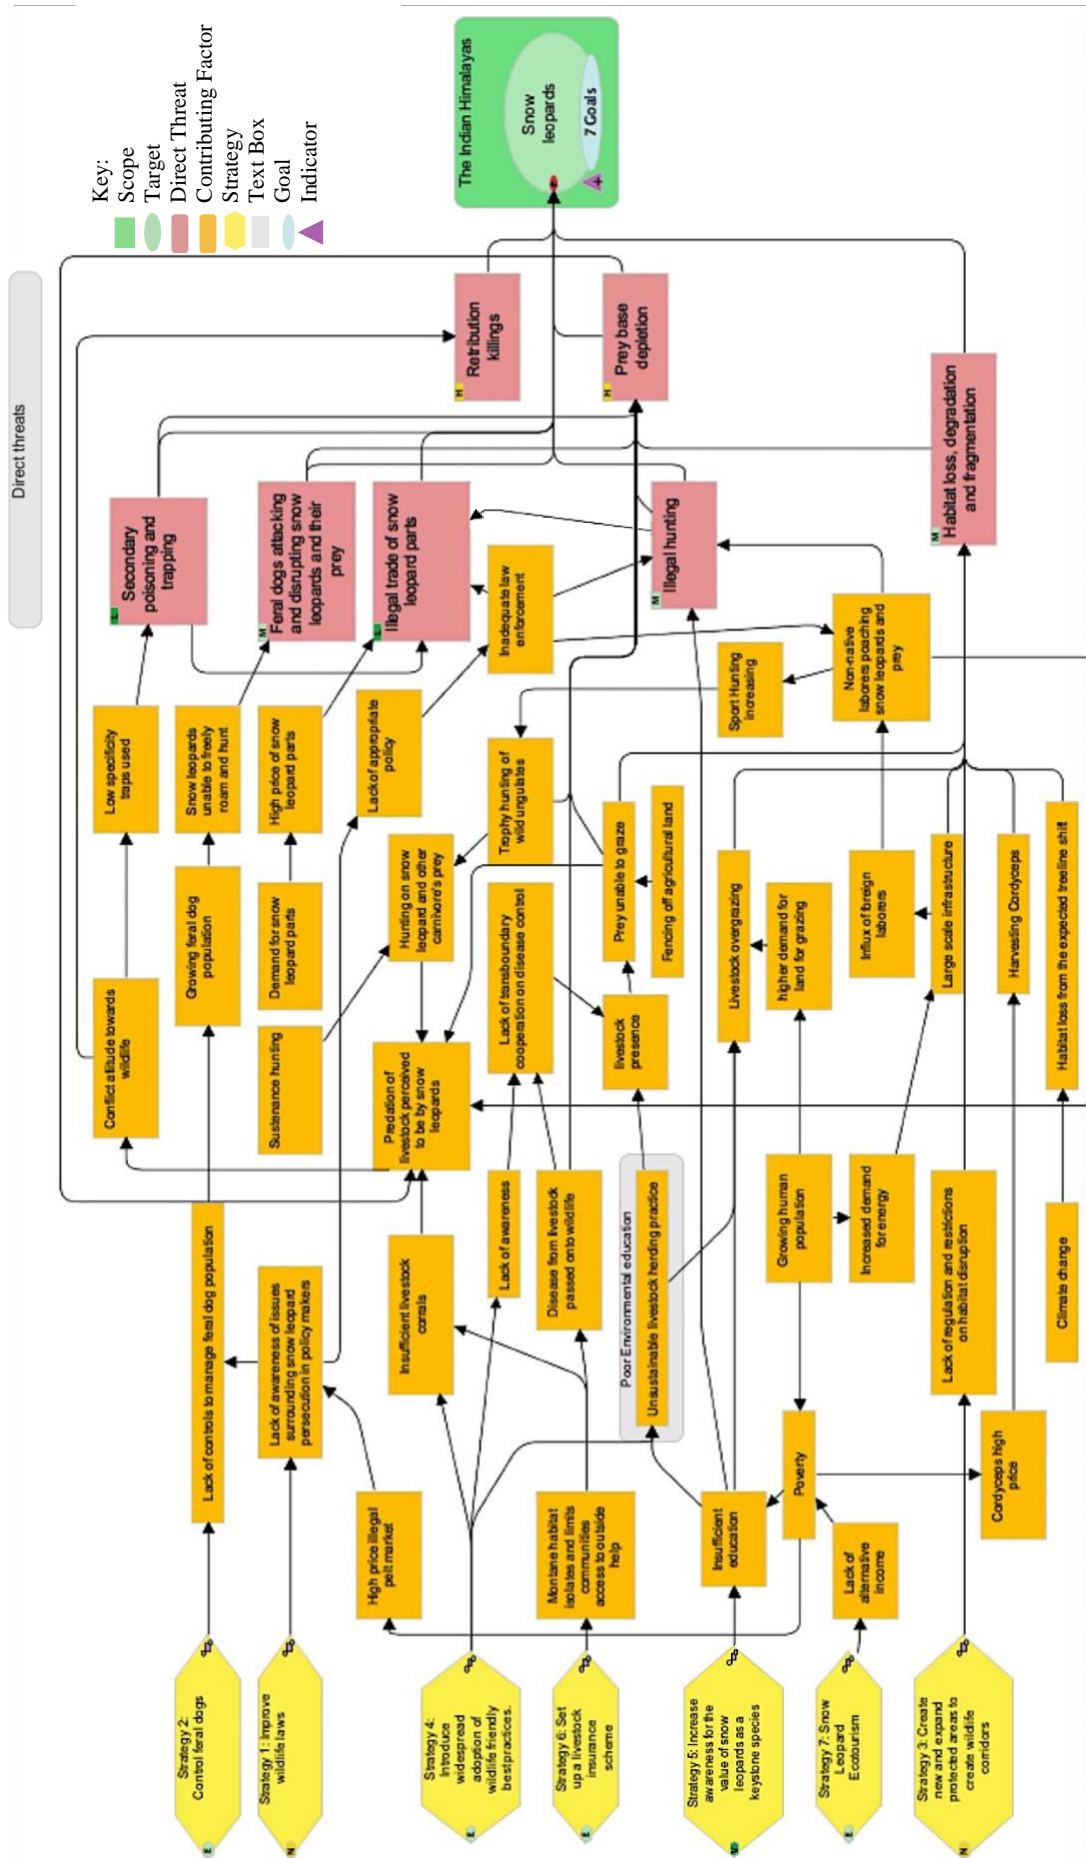 Direct threats
Key:
Scope
Target
Direct Threat
Contributing Factor
Strategy
Text Box
Goal
Indicator
Strategy 2:
Control feral dogs
E
Strategy 1: Improve
wildlife laws
N
Strategy 4:
Introduce
widespread
adoption of
wildlife friendly
best practices.
E
Strategy 6: Set
up a livestock
insurance
scheme
E
Strategy 5: Increase
awareness for the
value of snow
leopards as a
keystone species
Strategy 7: Snow
Leopard
Ecotourism
E
Strategy 3: Create
new and expand
protected areas to
create wildlife
corridors
N
Lack of controls to manage feral dog population
Lack of awareness of issues
surrounding snow leopard
persecution in policy makers
High price illegal
pelt market
Insufficient livestock
corrals
Lack of awareness
Montane habitat
isolates and limits
communities
access to outside
help
Disease from livestock
passed onto wildlife
Poor Environmental education
Unsustainable livestock herding practice
Insufficient
education
Poverty
Lack of
alternative
income
Growing human
population
Increased demand
for energy
Lack of regulation and restrictions
on habitat disruption
Cordyceps high
price
Climate change
Conflict attitude towards
wildlife
Growing feral dog
population
Sustenance hunting
Demand for snow
leopard parts
Predation of
livestock perceived
to be by snow
leopards
Hunting on snow
leopard and other
carnivore's prey
Lack of transboundary
cooperation on disease control
livestock
presence
Prey unable to graze
Fencing off agricultural land
Livestock overgrazing
higher demand for
land for grazing
Influx of foreign
laborers
Large scale infrastructure
Harvesting Cordyceps
Habitat loss from the expected treeline shift
Low specificity
traps used
Snow leopards
unable to freely
roam and hunt
High price of snow
leopard parts
Lack of appropriate
policy
Trophy hunting of
wild ungulates
Inadequate law
enforcement
Sport Hunting
increasing
Non-native
laborers poaching
snow leopards and
prey
L
Secondary
poisoning and
trapping
M
Feral dogs attacking
and disrupting snow
leopards and their
prey
L
Illegal trade of snow
leopard parts
M
Illegal hunting
H
Retribution
killings
H
Prey base
depletion
M
Habitat loss, degradation
and fragmentation
The Indian Himalayas
Snow
leopards
7 Goals